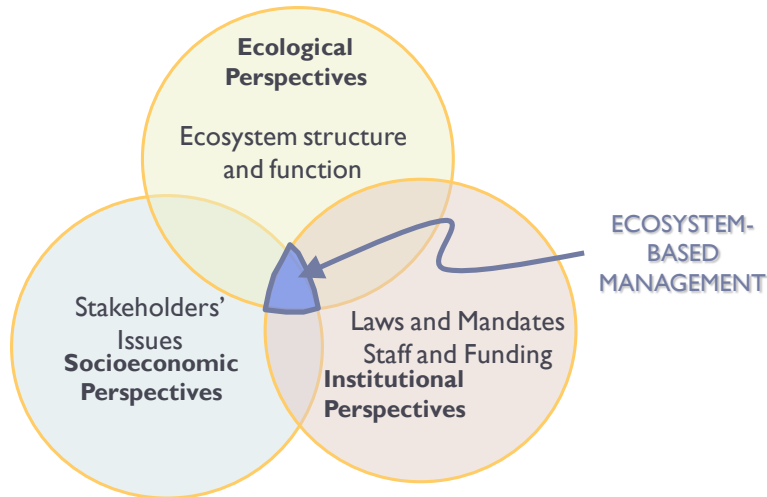 Ecological
Perspectives
Ecosystem structure
and function
ECOSYSTEM-
BASED
MANAGEMENT
Stakeholders'
Issues
Socioeconomic
Perspectives
Laws and Mandates
Staff and Funding
Institutional
Perspectives